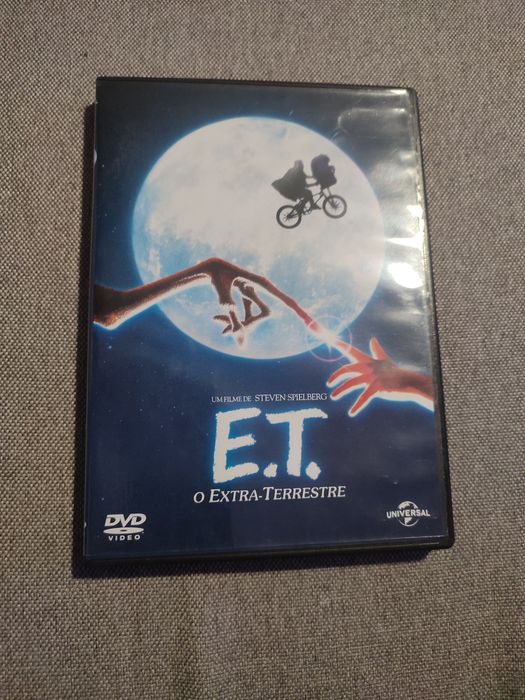 UM FILME DE STEVEN SPIELBERG
E.T.
O EXTRA-TERRESTRE
DVD
VIDEO
UNIVERSAL